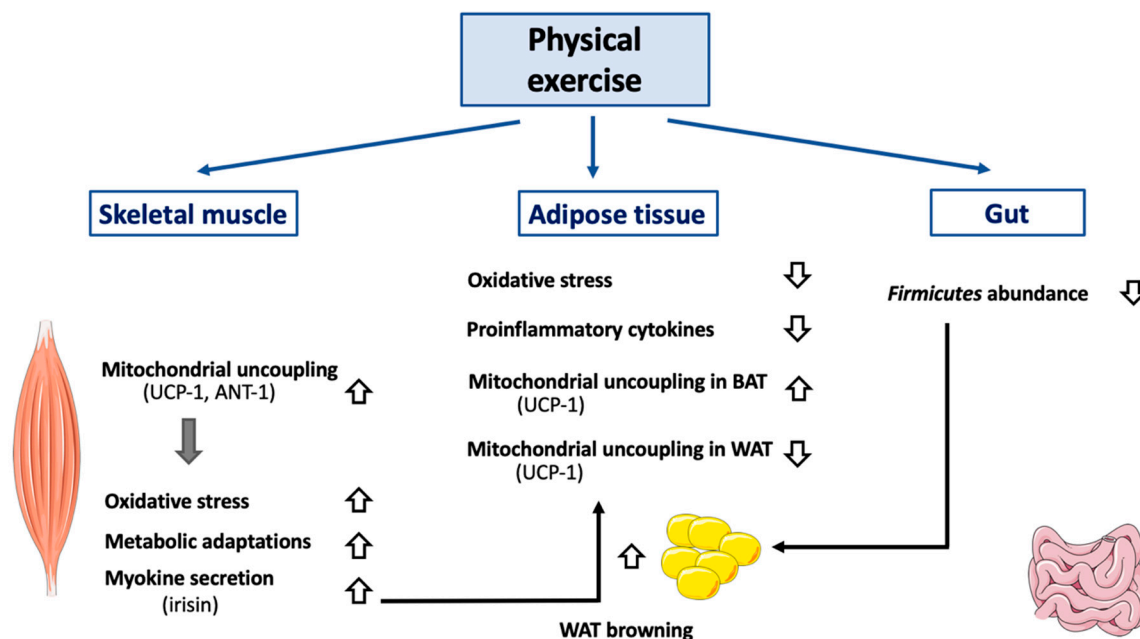 Physical
exercise
Skeletal muscle
Adipose tissue
Gut
Mitochondrial uncoupling
(UCP-1, ANT-1)
Oxidative stress
Metabolic adaptations
Myokine secretion
(irisin)
Oxidative stress
Proinflammatory cytokines
Mitochondrial uncoupling in BAT
(UCP-1)
Mitochondrial uncoupling in WAT
(UCP-1)
WAT browning
Firmicutes abundance